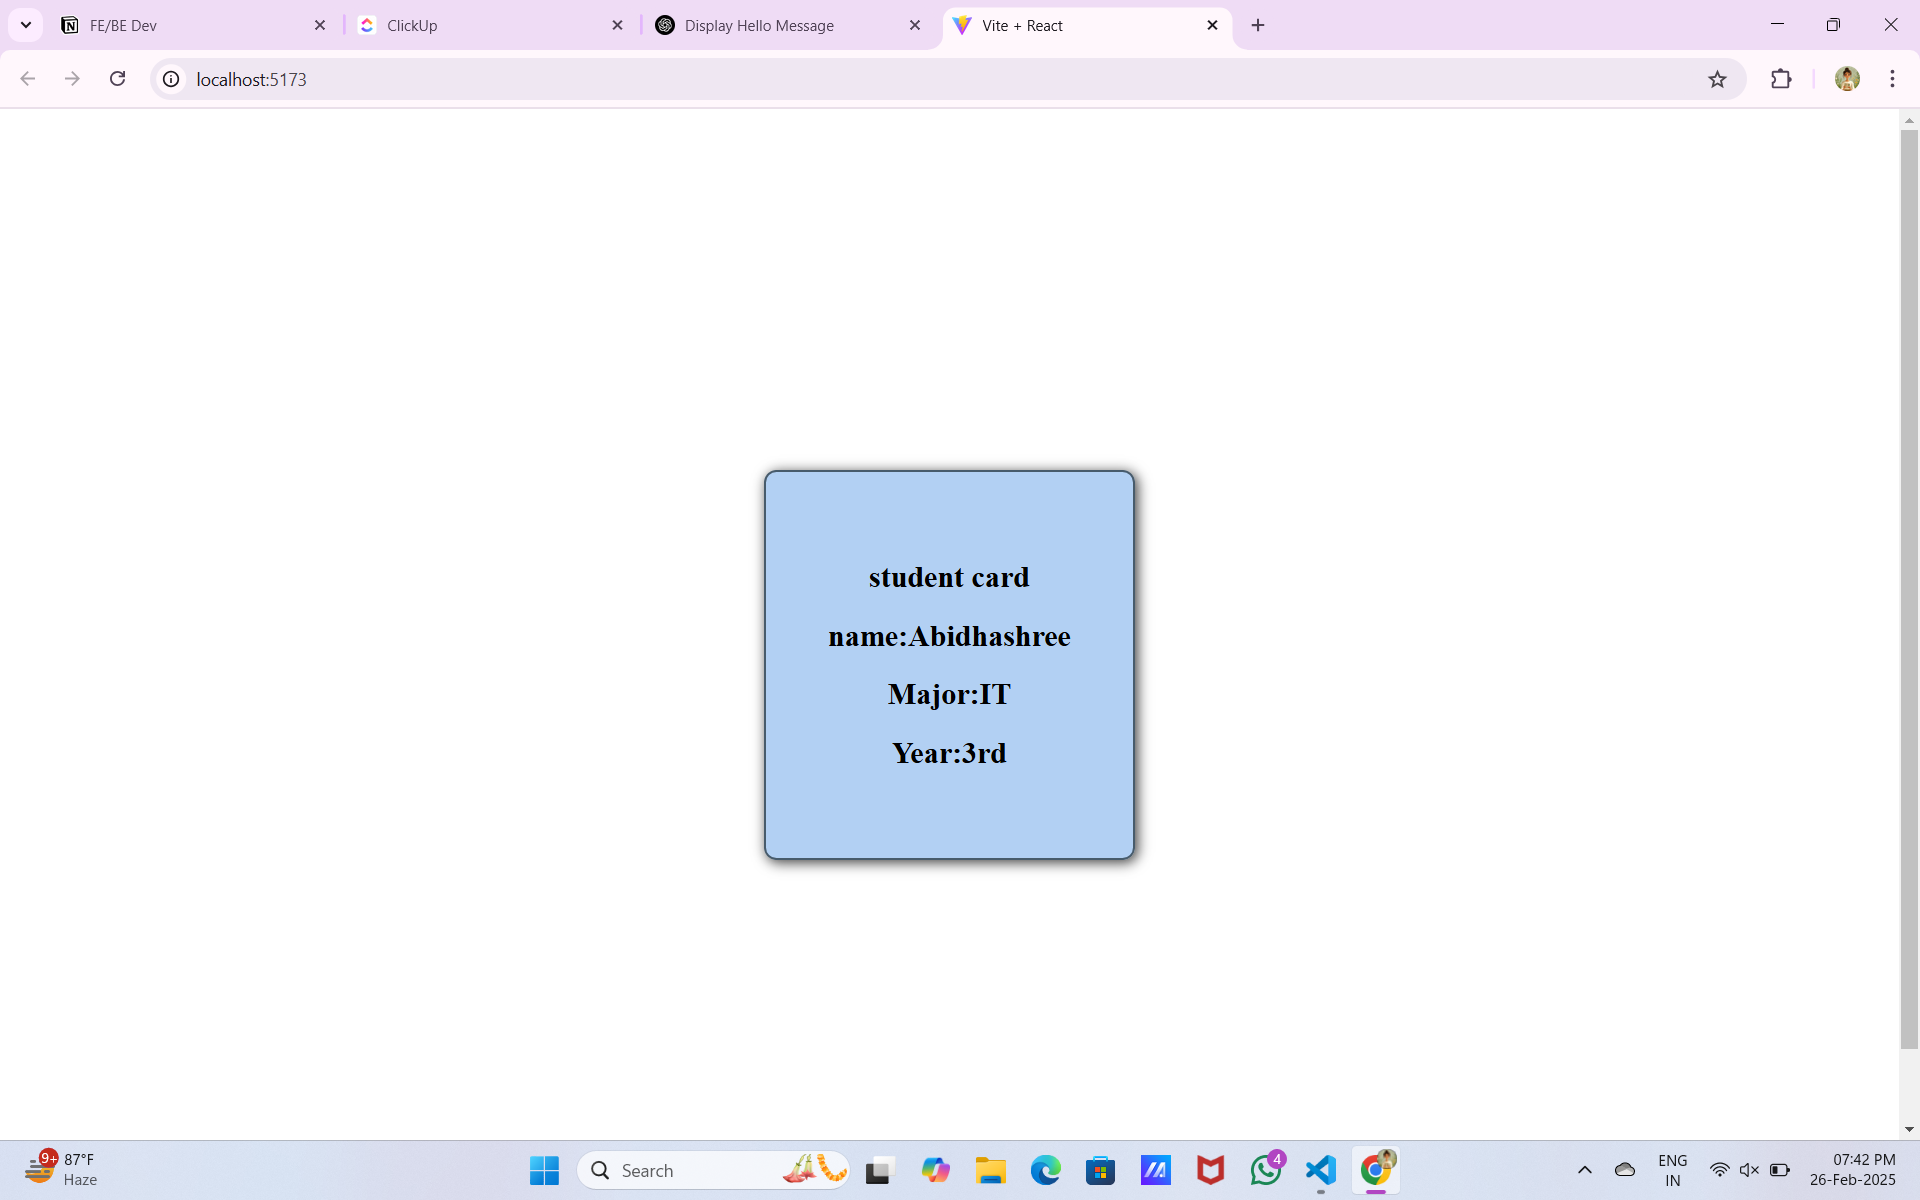 FE/BE Dev
ClickUp
Display Hello Message
Vite + React
localhost:5173
student card
name:Abidhashree
Major:IT
Year:3rd
9+
87°F
Haze
Search
4
ENG
IN
07:42 PM
26-Feb-2025